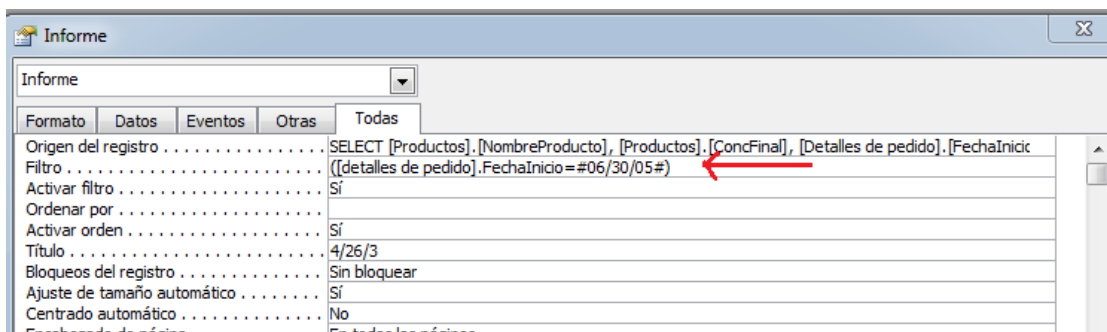 Informe
Informe
Formato Datos Eventos Otras Todas
Origen del registro . . . . . . . . . . . . . . . . SELECT [Productos].[NombreProducto], [Productos].[ConcFinal], [Detalles de pedido].[FechaInicic
Filtro . . . . . . . . . . . . . . . . . . . . . . . . . . ([detalles de pedido].FechaInicio=#06/30/05#)
Activar filtro . . . . . . . . . . . . . . . . . . . . Sí
Ordenar por . . . . . . . . . . . . . . . . . . . .
Activar orden . . . . . . . . . . . . . . . . . . . Sí
Título . . . . . . . . . . . . . . . . . . . . . . . . . 4/26/3
Bloqueos del registro . . . . . . . . . . . . . . Sin bloquear
Ajuste de tamaño automático . . . . . . . . Sí
Centrado automático . . . . . . . . . . . . . . No